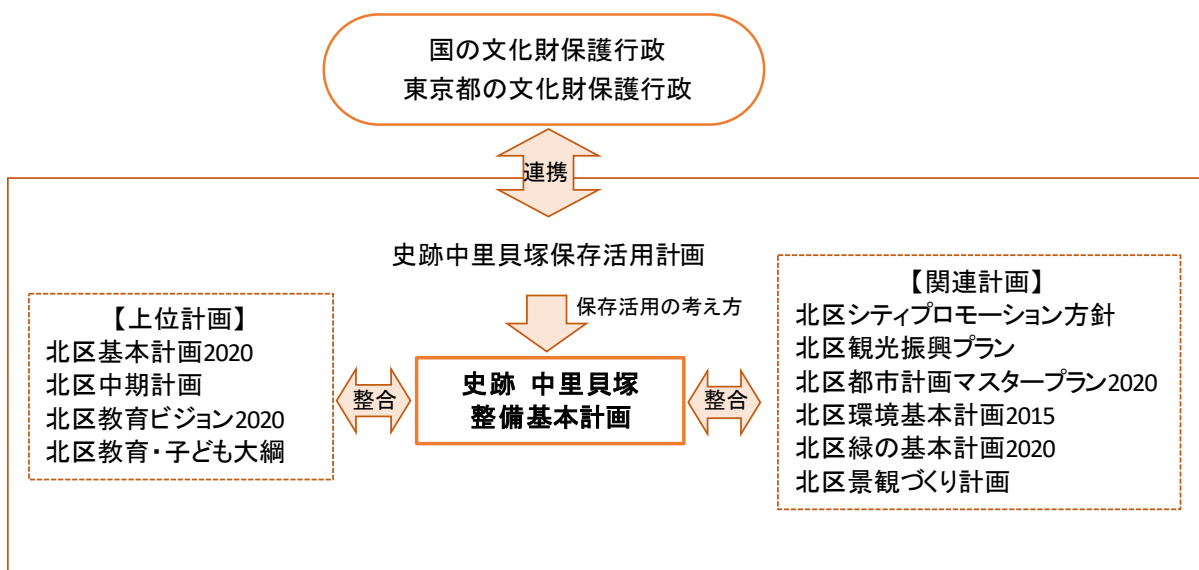 国の文化財保護行政
東京都の文化財保護行政
連携
史跡中里貝塚保存活用計画
保存活用の考え方
【上位計画】
北区基本計画2020
北区中期計画
北区教育ビジョン2020
北区教育・子ども大綱
整合
史跡 中里貝塚
整備基本計画
整合
【関連計画】
北区シティプロモーション方針
北区観光振興プラン
北区都市計画マスタープラン2020
北区環境基本計画2015
北区緑の基本計画2020
北区景観づくり計画